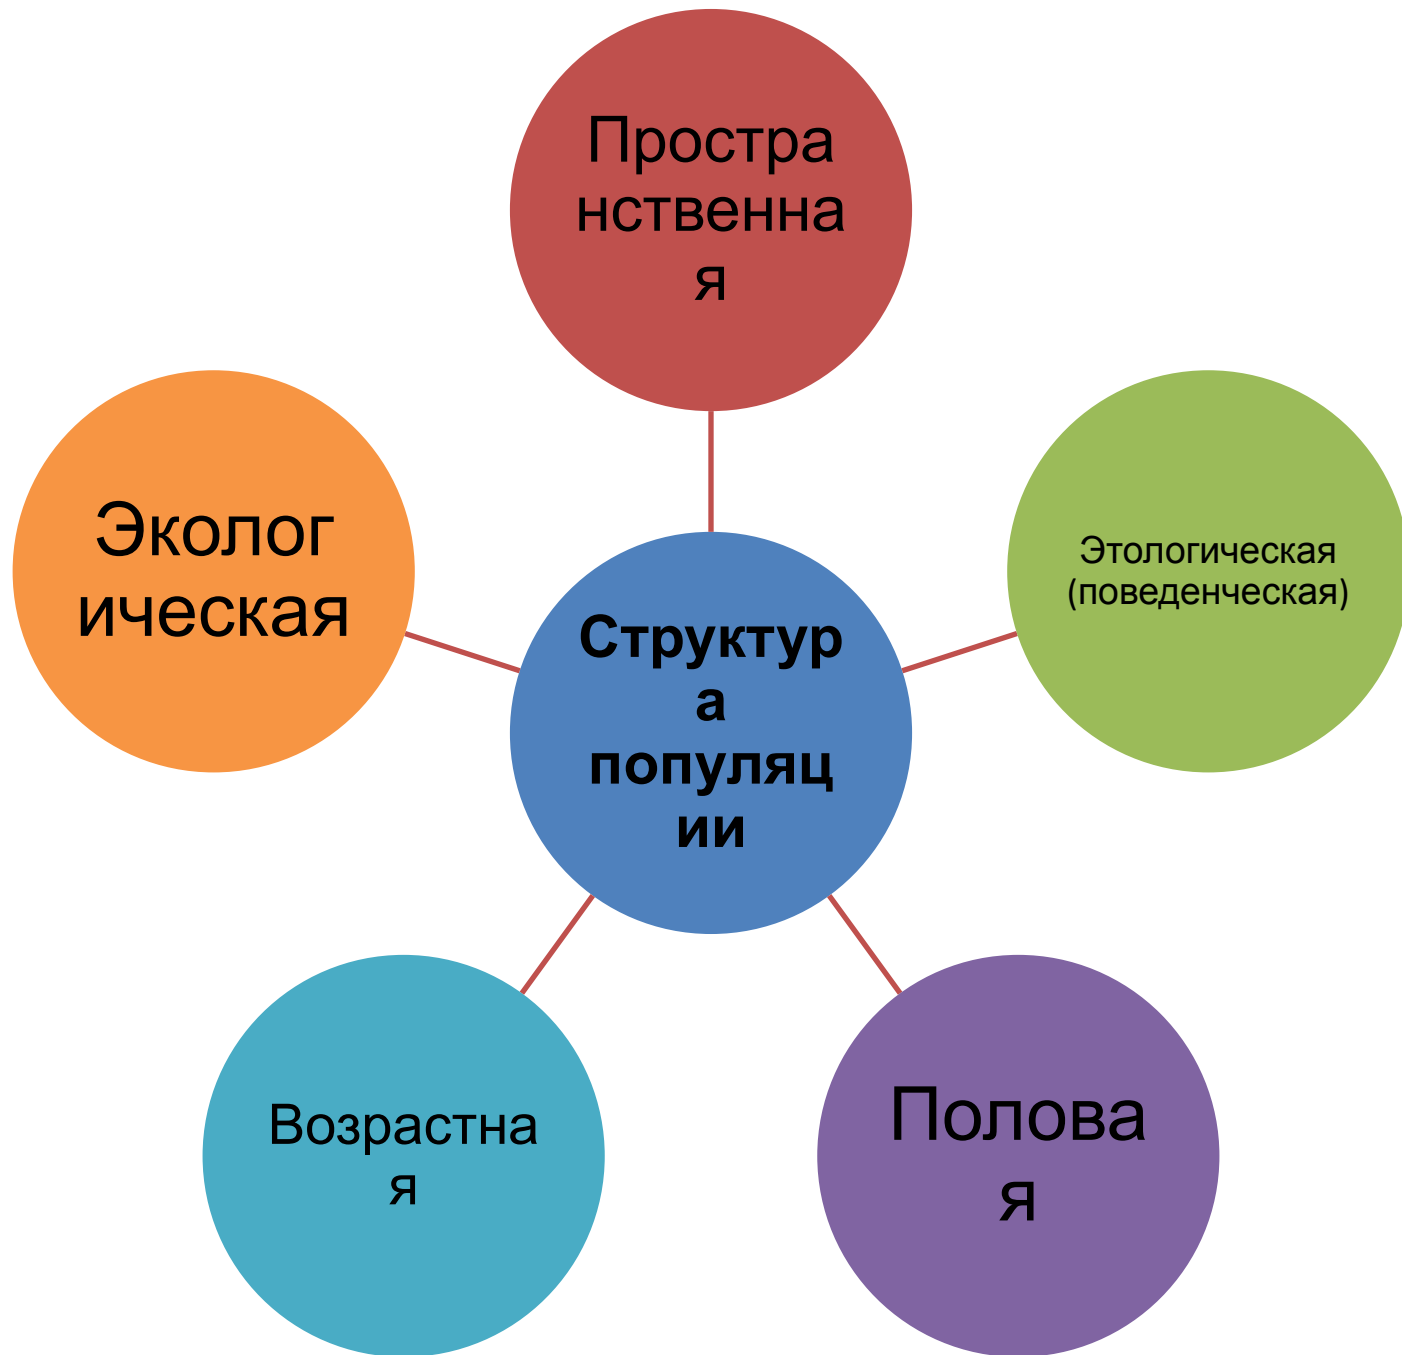 Простра
нственна
я
Эколог
ическая
Этологическая
(поведенческая)
Структур
а
популяц
ии
Возрастна
я
Полова
я